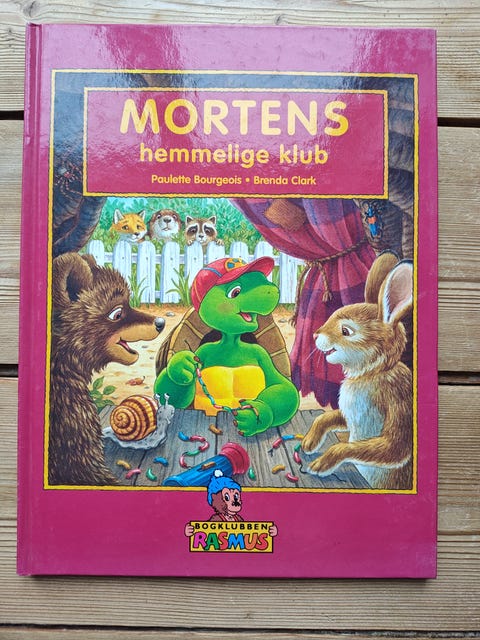 MORTENS
hemmelige klub
Paulette Bourgeois • Brenda Clark
BOGKLUBBEN
RASMUS